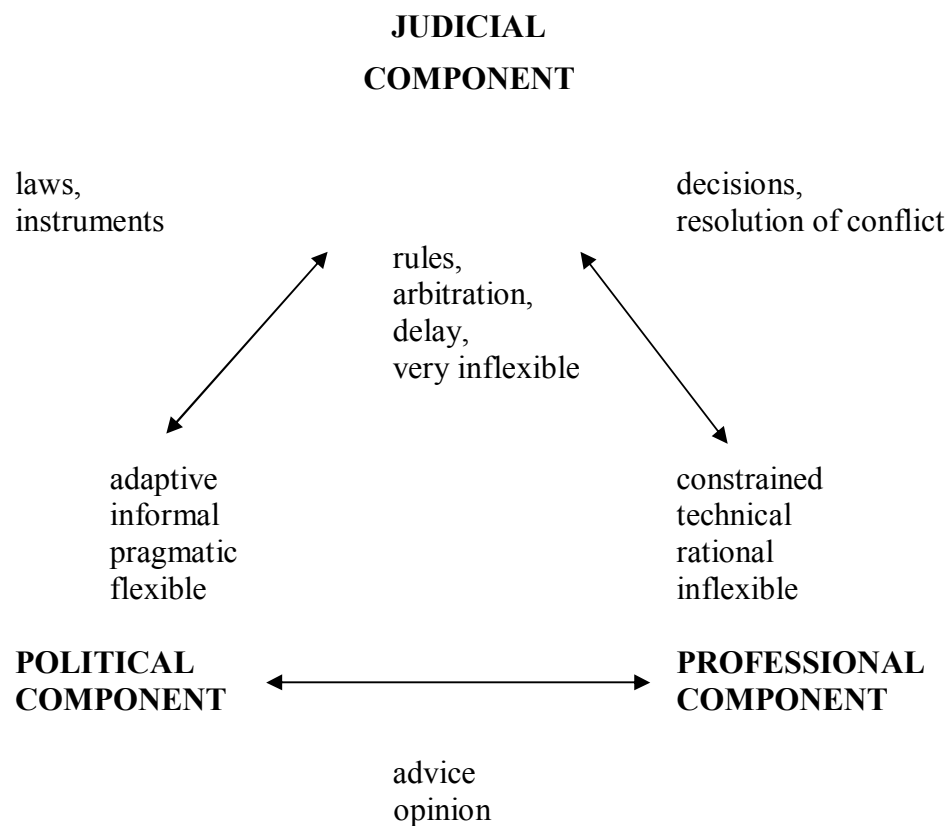 JUDICIAL
COMPONENT
laws,
instruments
decisions,
resolution of conflict
rules,
arbitration,
delay,
very inflexible
adaptive
informal
pragmatic
flexible
constrained
technical
rational
inflexible
POLITICAL
COMPONENT
PROFESSIONAL
COMPONENT
advice
opinion